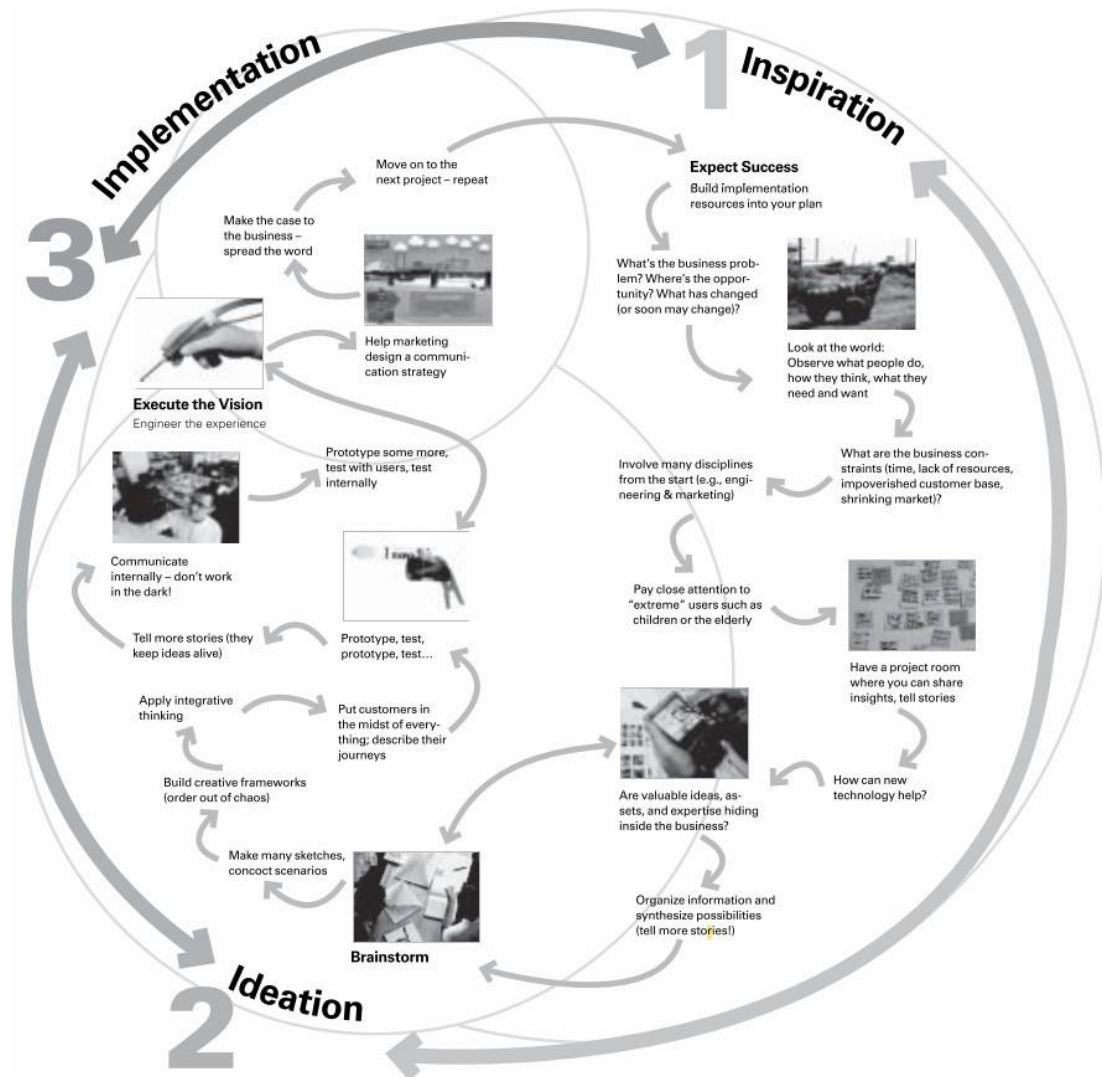 1
Inspiration
Expect Success
Build implementation
resources into your plan
What's the business prob-
lem? Where's the oppor-
tunity? What has changed
(or soon may change)?
Look at the world:
Observe what people do,
how they think, what they
need and want
What are the business con-
straints (time, lack of resources,
impoverished customer base,
shrinking market)?
Involve many disciplines
from the start (e.g., engi-
neering & marketing)
Pay close attention to
“extreme” users such as
children or the elderly
Have a project room
where you can share
insights, tell stories
How can new
technology help?
Are valuable ideas, as-
sets, and expertise hiding
inside the business?
Organize information and
synthesize possibilities
(tell more stories!)
2
Ideation
Brainstorm
Make many sketches,
concoct scenarios
Build creative frameworks
(order out of chaos)
Apply integrative
thinking
Put customers in
the midst of every-
thing; describe their
journeys
Prototype, test,
prototype, test...
Tell more stories (they
keep ideas alive)
Communicate
internally – don't work
in the dark!
Prototype some more,
test with users, test
internally
3
Implementation
Execute the Vision
Engineer the experience
Help marketing
design a communi-
cation strategy
Make the case to
the business –
spread the word
Move on to the
next project – repeat